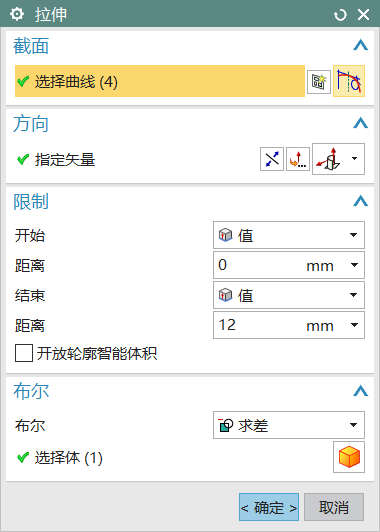 拉伸
截面
选择曲线 (4)
方向
指定矢量
限制
开始 值
距离 0 mm
结束 值
距离 12 mm
开放轮廓智能体积
布尔
布尔 求差
选择体 (1)
< 确定 > 取消